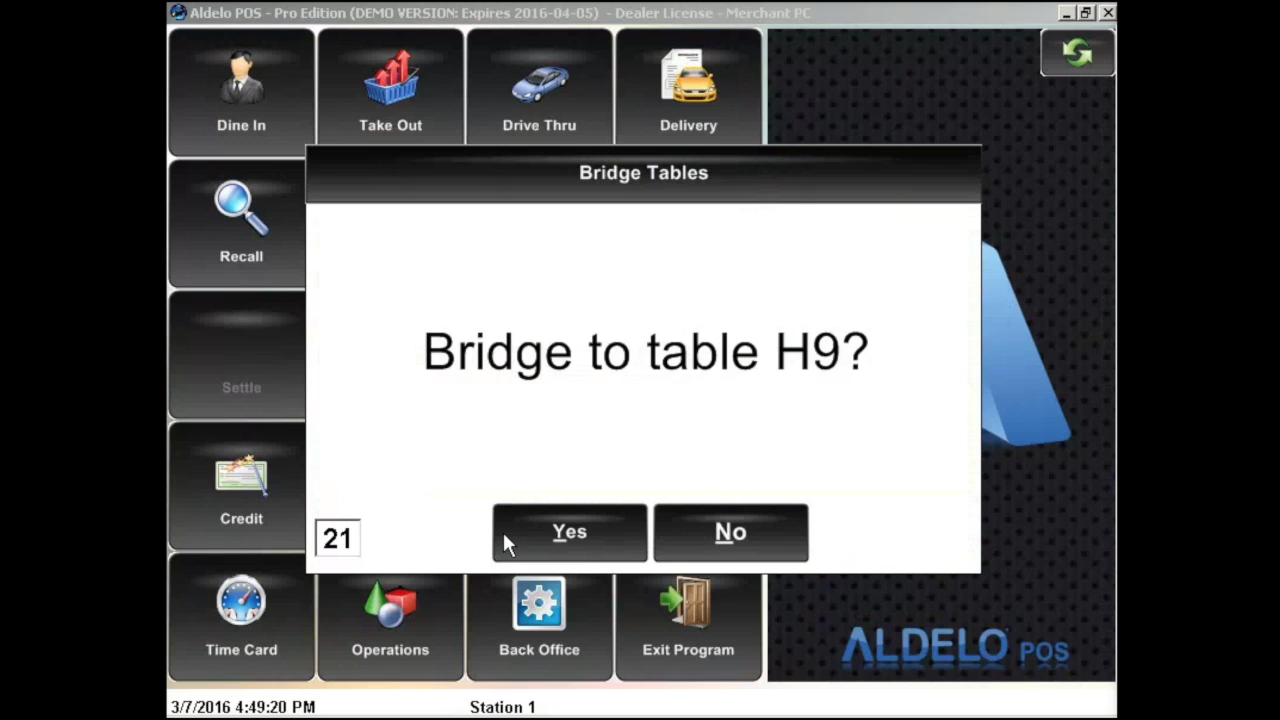 Aldelo POS - Pro Edition (DEMO VERSION: Expires 2016-04-05) - Dealer License - Merchant PC
Dine In
Take Out
Drive Thru
Delivery
Bridge Tables
Recall
Bridge to table H9?
Settle
Credit
21
Yes
No
Time Card
Operations
Back Office
Exit Program
ALDELO POS
3/7/2016 4:49:20 PM
Station 1